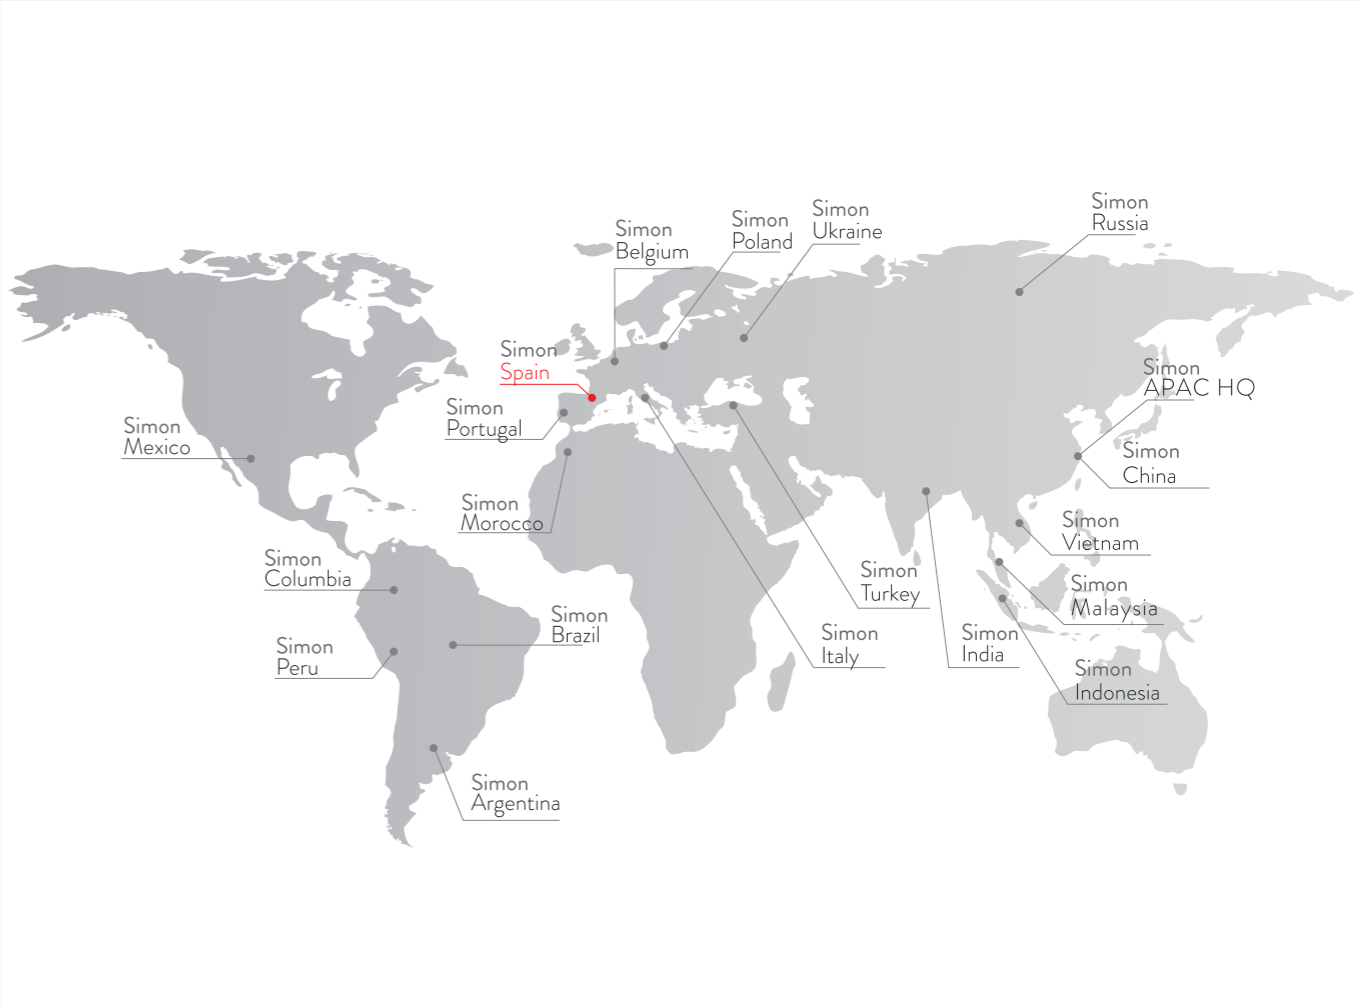 Simon
Russia
Simon
Ukraine
Simon
Poland
Simon
Belgium
Simon
Spain
Simon
APAC HQ
Simon
Portugal
Simon
Mexico
Simon
China
Simon
Morocco
Simon
Vietnam
Simon
Columbia
Simon
Turkey
Simon
Malaysia
Simon
Brazil
Simon
Italy
Simon
India
Simon
Peru
Simon
Indonesia
Simon
Argentina